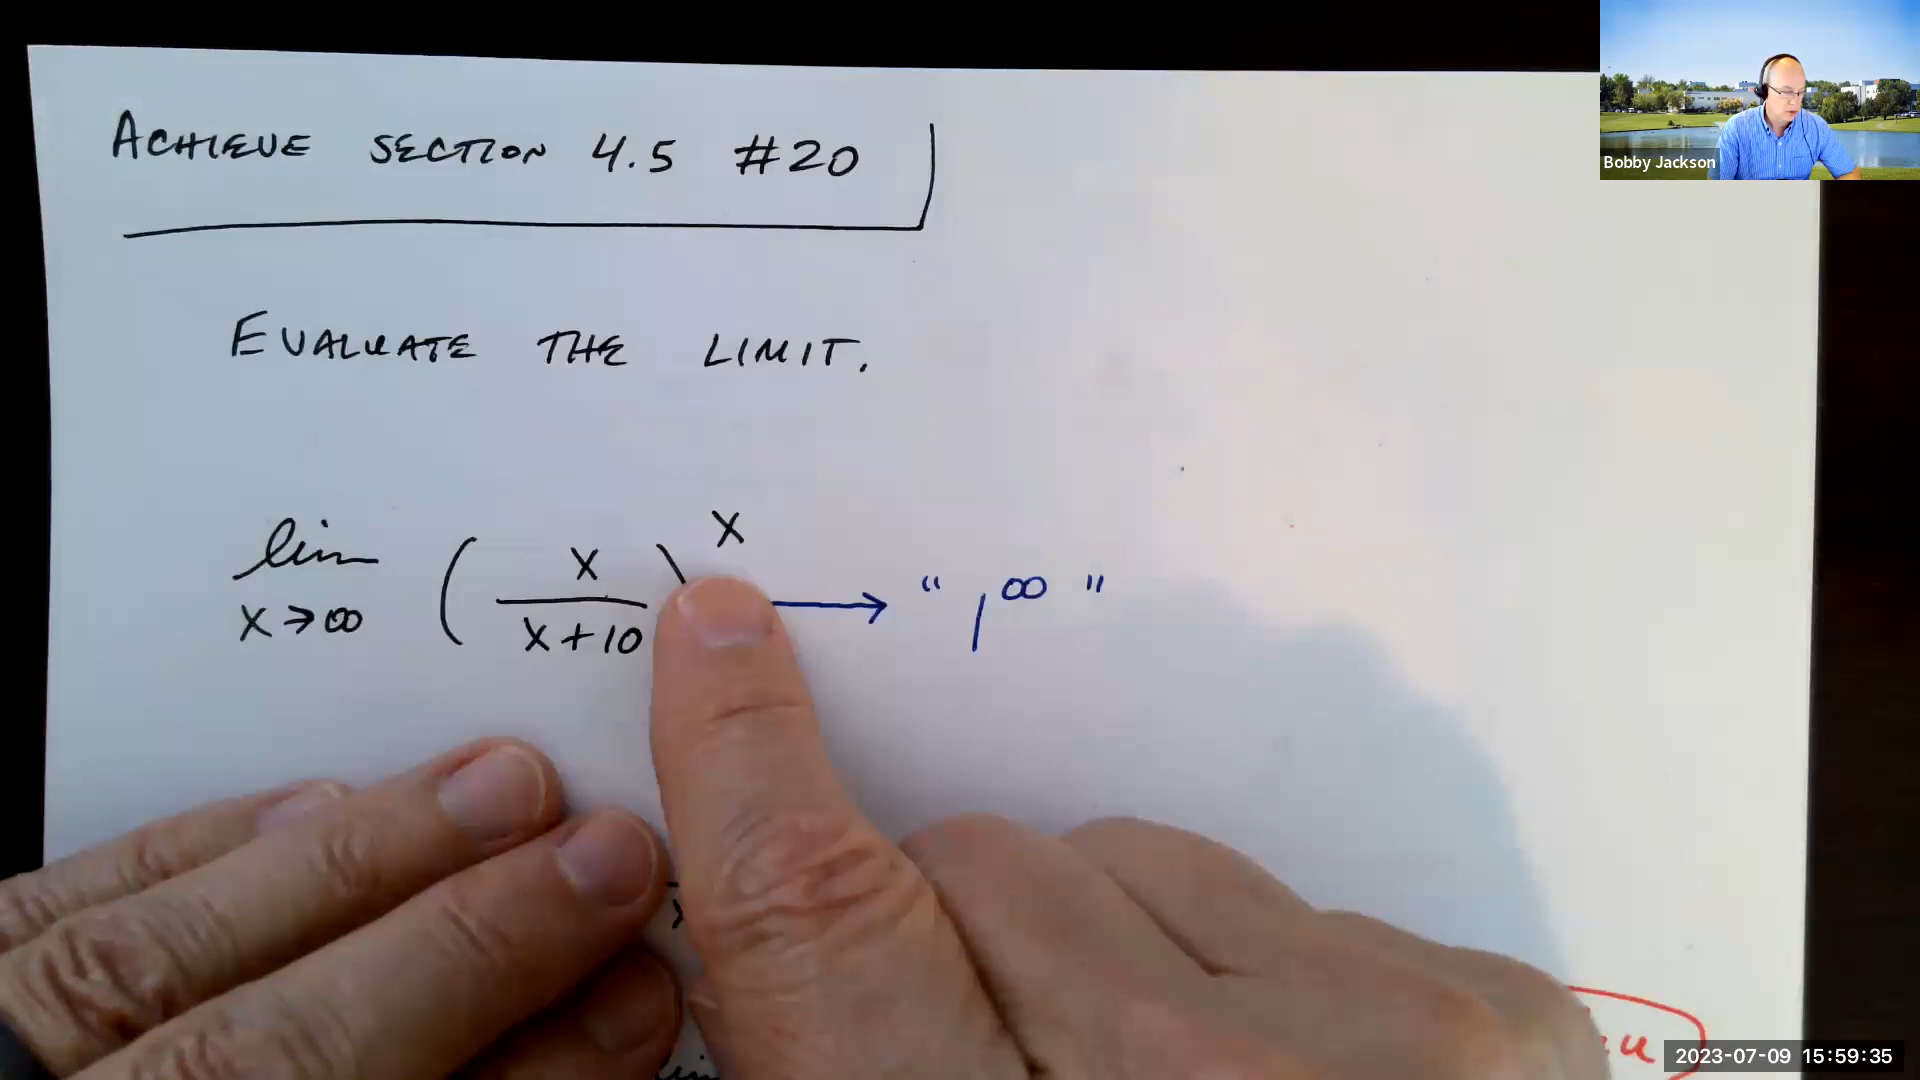 ACHIEVE SECTION 4.5 #20
EVALUATE THE LIMIT.
lim x→∞ ( x / x+10 )^x → " 1^∞ "
Bobby Jackson
2023-07-09 15:59:35